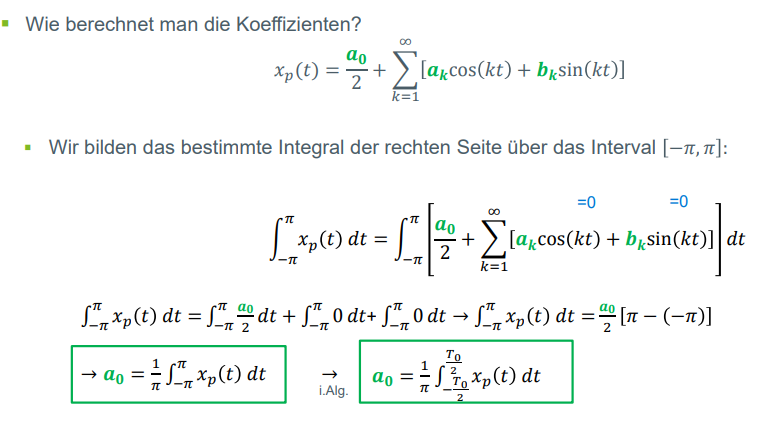 ▪ Wie berechnet man die Koeffizienten?
x_p(t) = a_0/2 + ∑_{k=1}^{∞} [a_k cos(kt) + b_k sin(kt)]
▪ Wir bilden das bestimmte Integral der rechten Seite über das Interval [−π, π]:
=0 =0
∫_{−π}^{π} x_p(t) dt = ∫_{−π}^{π} [a_0/2 + ∑_{k=1}^{∞} [a_k cos(kt) + b_k sin(kt)]] dt
∫_{−π}^{π} x_p(t) dt = ∫_{−π}^{π} a_0/2 dt + ∫_{−π}^{π} 0 dt+ ∫_{−π}^{π} 0 dt → ∫_{−π}^{π} x_p(t) dt = a_0/2 [π − (−π)]
→ a_0 = 1/π ∫_{−π}^{π} x_p(t) dt → i.Alg. a_0 = 1/π ∫_{−T_0/2}^{T_0/2} x_p(t) dt